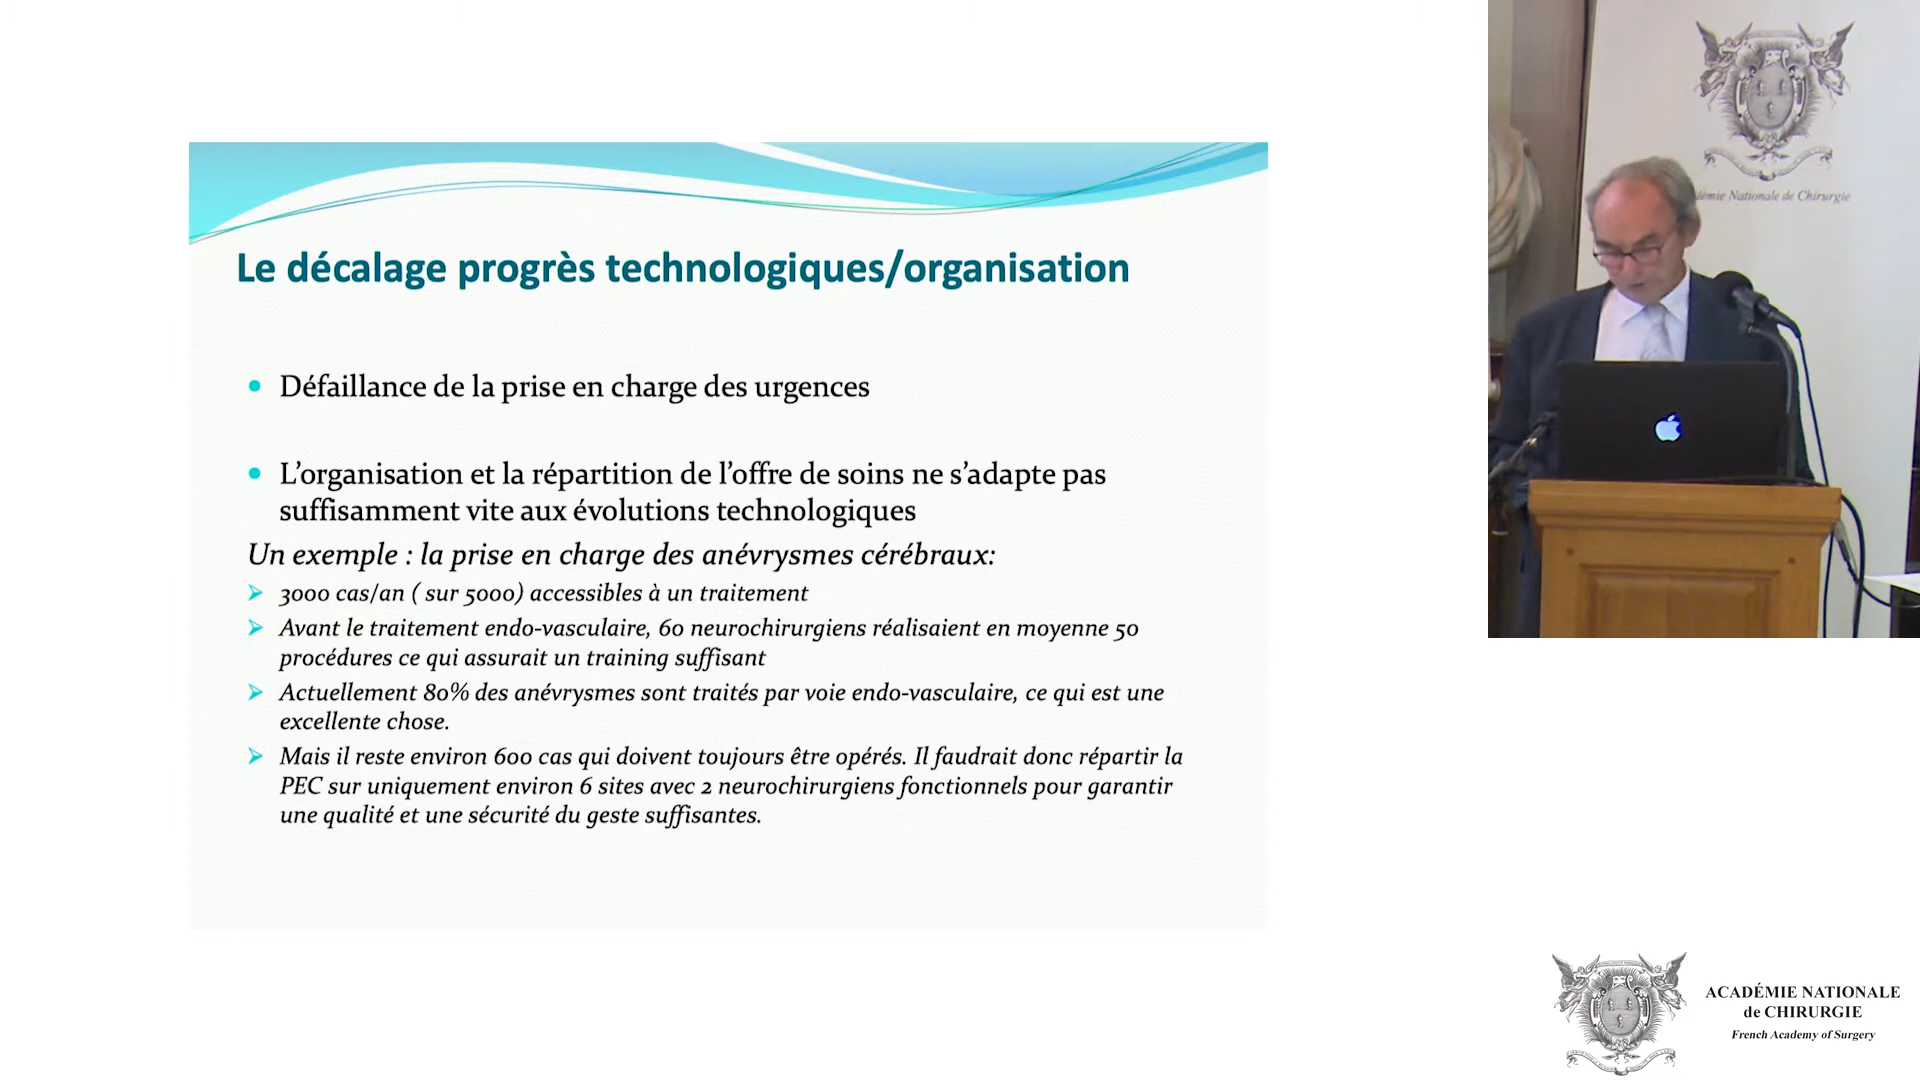 Le décalage progrès technologiques/organisation
• Défaillance de la prise en charge des urgences
• L’organisation et la répartition de l’offre de soins ne s’adapte pas
suffisamment vite aux évolutions technologiques
Un exemple : la prise en charge des anévrysmes cérébraux:
➢ 3000 cas/an ( sur 5000) accessibles à un traitement
➢ Avant le traitement endo-vasculaire, 60 neurochirurgiens réalisaient en moyenne 50
procédures ce qui assurait un training suffisant
➢ Actuellement 80% des anévrysmes sont traités par voie endo-vasculaire, ce qui est une
excellente chose.
➢ Mais il reste environ 600 cas qui doivent toujours être opérés. Il faudrait donc répartir la
PEC sur uniquement environ 6 sites avec 2 neurochirurgiens fonctionnels pour garantir
une qualité et une sécurité du geste suffisantes.
Nationale de Chirurgie
ACADÉMIE NATIONALE
de CHIRURGIE
French Academy of Surgery